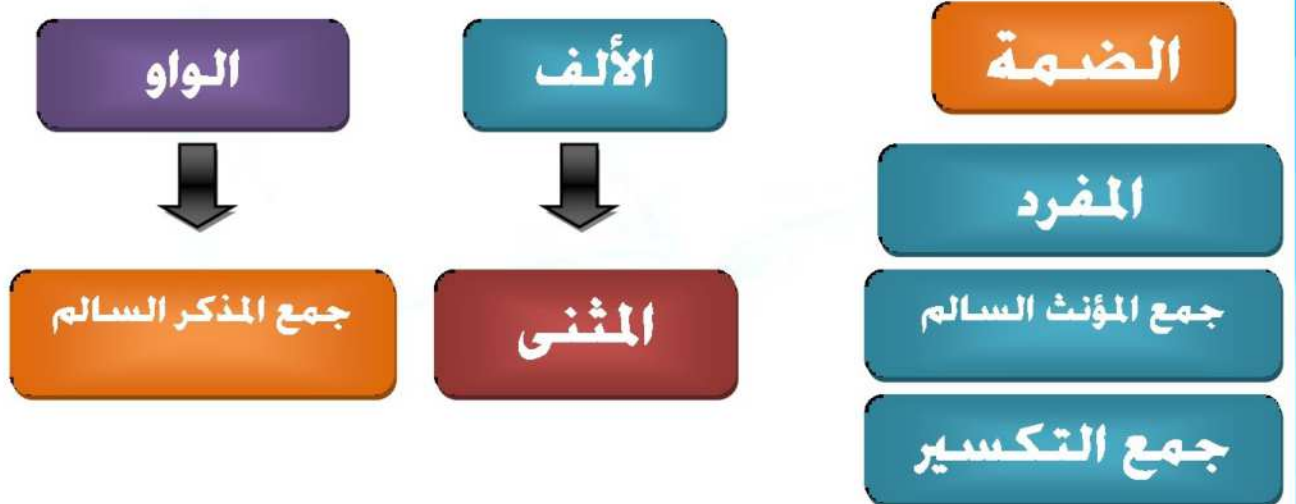 الضمة
المفرد
جمع المؤنث السالم
جمع التكسير
الألف
المثنى
الواو
جمع المذكر السالم